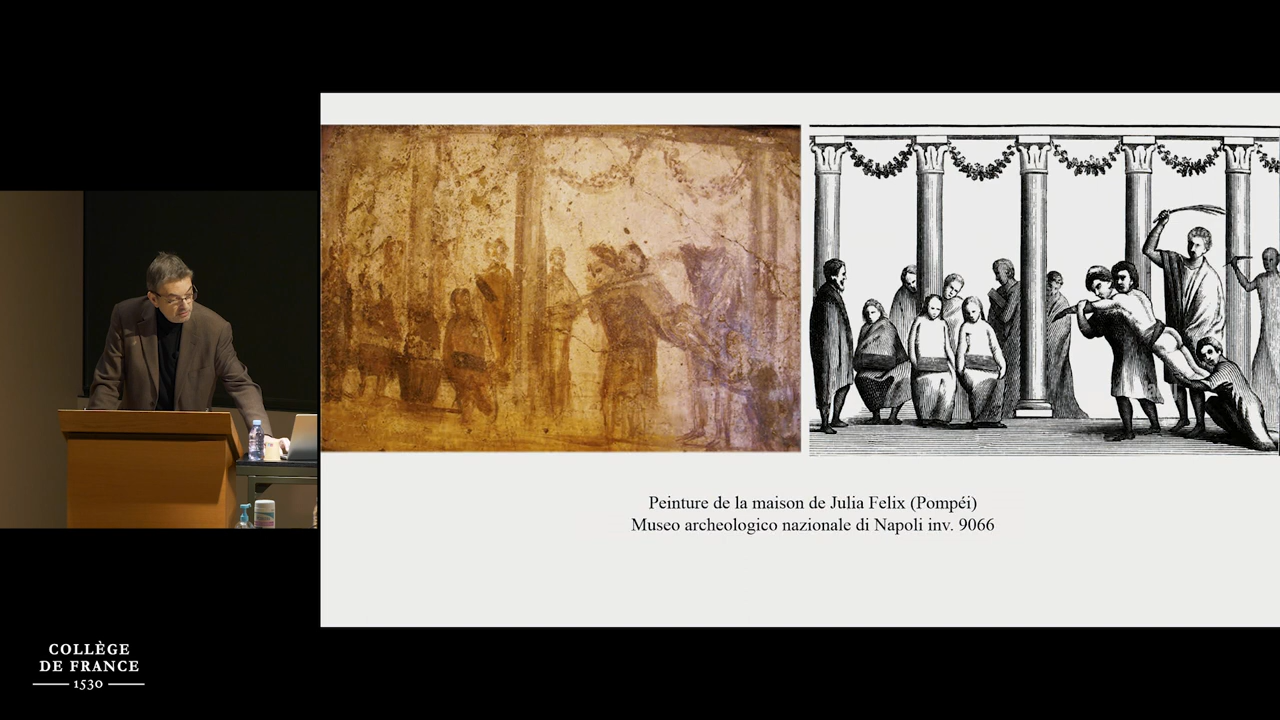 Peinture de la maison de Julia Felix (Pompéi)
Museo archeologico nazionale di Napoli inv. 9066
COLLÈGE
DE FRANCE
1530